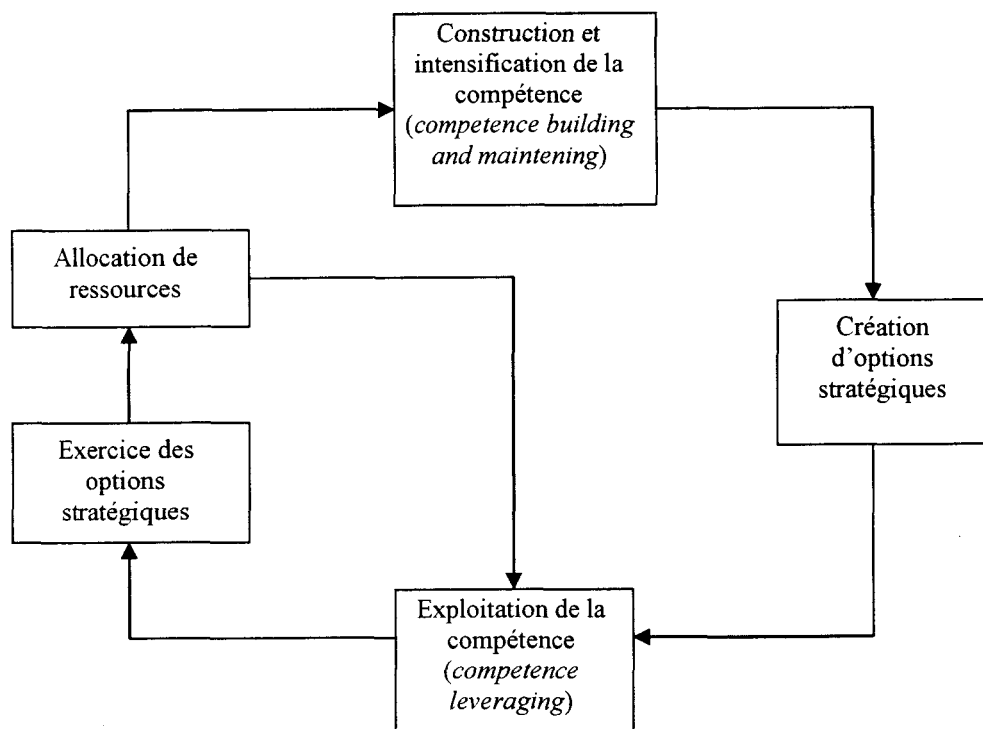 Construction et
intensification de la
compétence
(competence building
and maintening)
Allocation de
ressources
Création
d'options
stratégiques
Exercice des
options
stratégiques
Exploitation de la
compétence
(competence
leveraging)